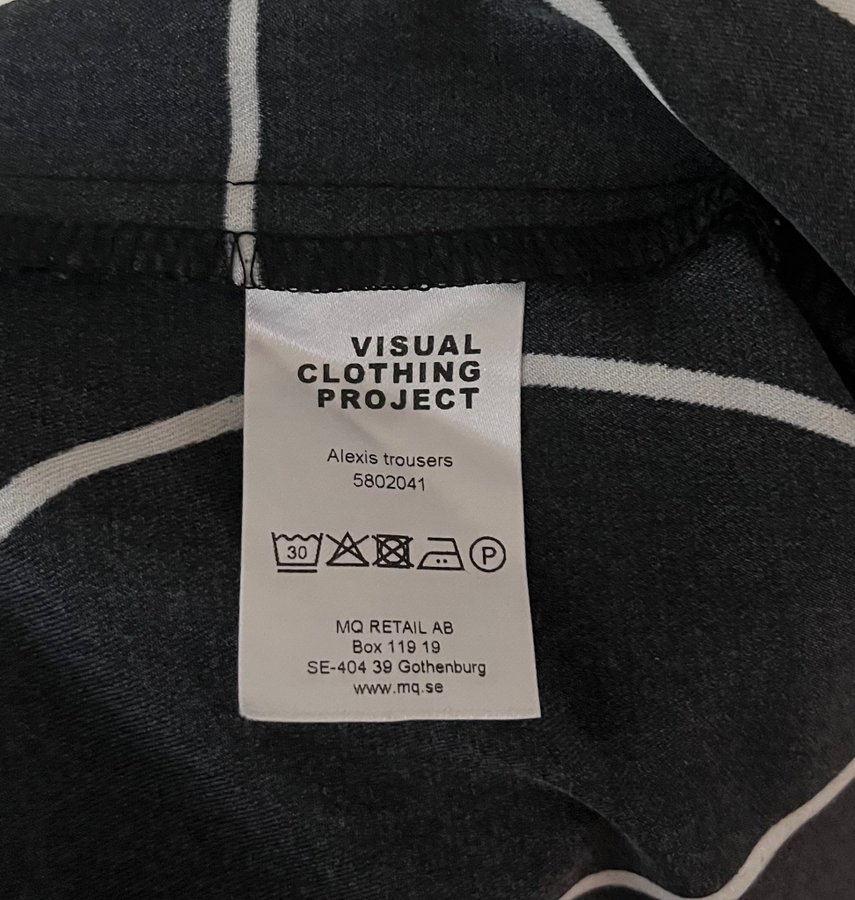 VISUAL
CLOTHING
PROJECT
Alexis trousers
5802041
30 P
MQ RETAIL AB
Box 119 19
SE-404 39 Gothenburg
www.mq.se